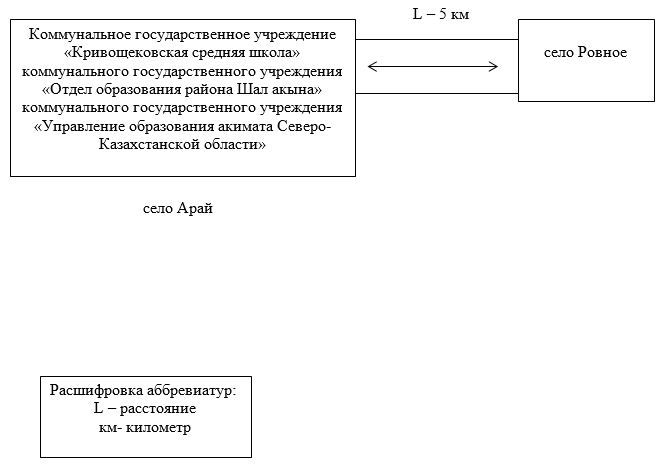 L – 5 км
Коммунальное государственное учреждение
«Кривощековская средняя школа»
коммунального государственного учреждения
«Отдел образования района Шал акына»
коммунального государственного учреждения
«Управление образования акимата Северо-
Казахстанской области»
село Ровное
село Арай
Расшифровка аббревиатур:
L – расстояние
км- километр